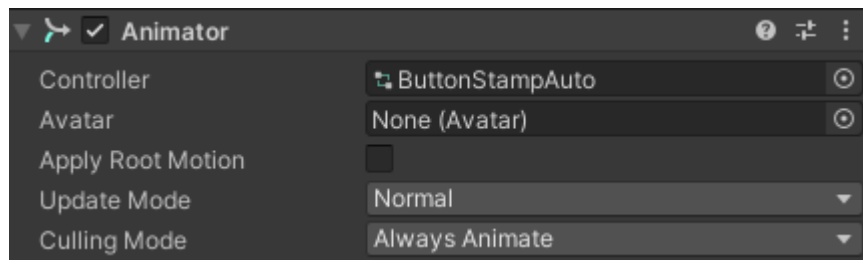 Animator
Controller ButtonStampAuto
Avatar None (Avatar)
Apply Root Motion
Update Mode Normal
Culling Mode Always Animate